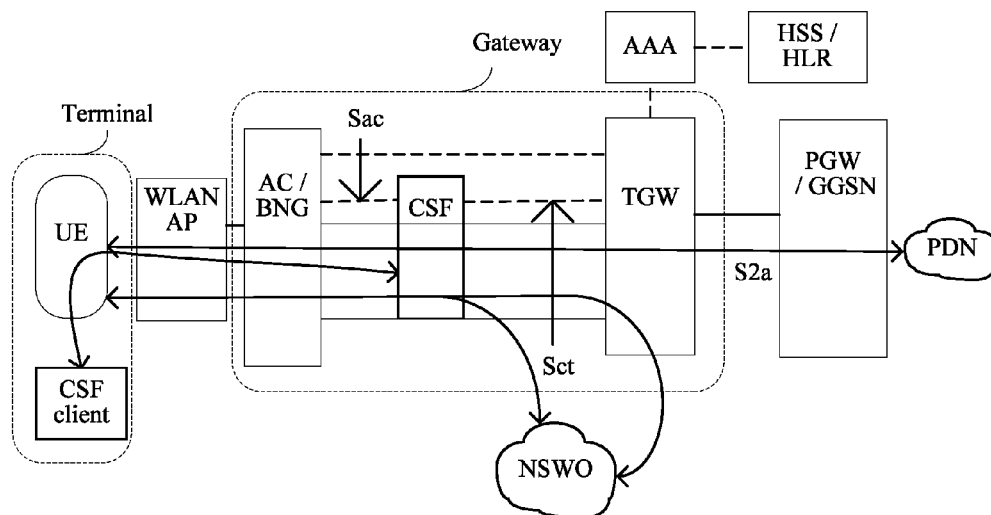 Gateway
AAA
HSS /
HLR
Terminal
Sac
UE
WLAN
AP
AC /
BNG
CSF
TGW
PGW
/ GGSN
S2a
PDN
CSF
client
Sct
NSWO